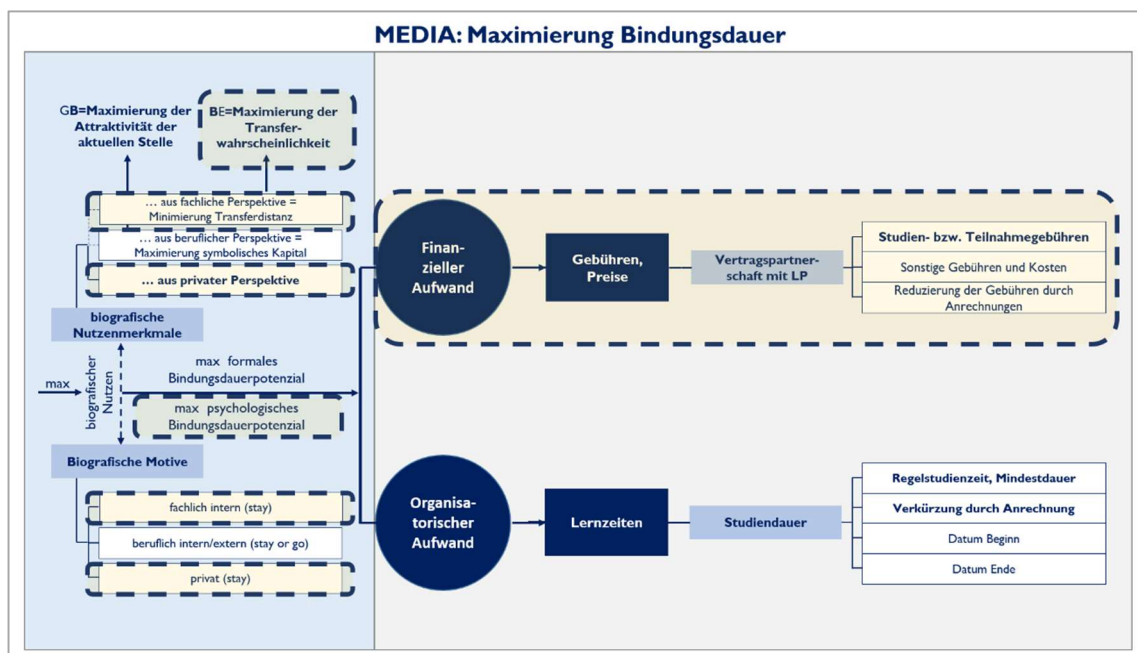 MEDIA: Maximierung Bindungsdauer
GB=Maximierung der
Attraktivität der
aktuellen Stelle
BE=Maximierung der
Transfer-
wahrscheinlichkeit
… aus fachliche Perspektive =
Minimierung Transferdistanz
… aus beruflicher Perspektive =
Maximierung symbolisches Kapital
… aus privater Perspektive
biografische
Nutzenmerkmale
max
biografischer
Nutzen
max formales
Bindungsdauerpotenzial
max psychologisches
Bindungsdauerpotenzial
Biografische Motive
fachlich intern (stay)
beruflich intern/extern (stay or go)
privat (stay)
Finan-
zieller
Aufwand
Gebühren,
Preise
Vertragspartner-
schaft mit LP
Studien- bzw. Teilnahmegebühren
Sonstige Gebühren und Kosten
Reduzierung der Gebühren durch
Anrechnungen
Organisa-
torischer
Aufwand
Lernzeiten
Studiendauer
Regelstudienzeit, Mindestdauer
Verkürzung durch Anrechnung
Datum Beginn
Datum Ende